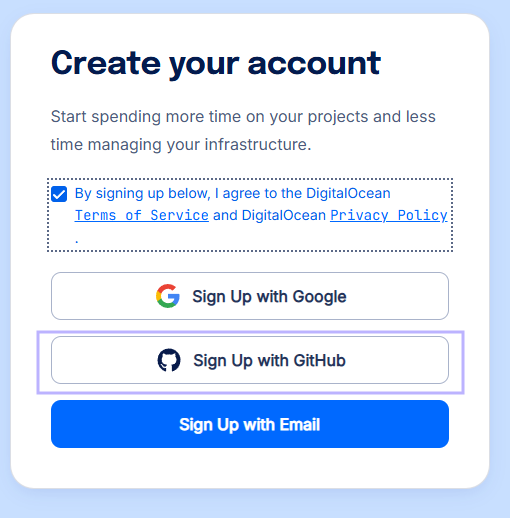 Create your account
Start spending more time on your projects and less
time managing your infrastructure.
By signing up below, I agree to the DigitalOcean
Terms of Service and DigitalOcean Privacy Policy
.
Sign Up with Google
Sign Up with GitHub
Sign Up with Email